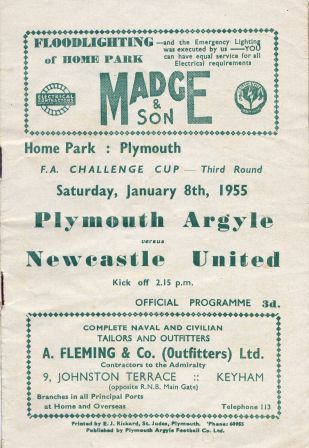 FLOODLIGHTING of HOME PARK
—and the Emergency Lighting
was executed by us —YOU
can have equal service for all
Electrical requirements
ELECTRICAL
CONTRACTORS
MADGE
&
SON
Home Park : Plymouth
F.A. CHALLENGE CUP — Third Round
Saturday, January 8th, 1955
Plymouth Argyle
versus
Newcastle United
Kick off 2.15 p.m.
OFFICIAL PROGRAMME 3d.
COMPLETE NAVAL AND CIVILIAN
TAILORS AND OUTFITTERS
A. FLEMING & Co. (Outfitters) Ltd.
Contractors to the Admiralty
9, JOHNSTON TERRACE :: KEYHAM
(opposite R.N.B. Main Gate)
Branches in all Principal Ports
at Home and Overseas
Telephone 113
Printed by E. J. Rickard, St. Judes, Plymouth. 'Phone: 60955
Published by Plymouth Argyle Football Co. Ltd.